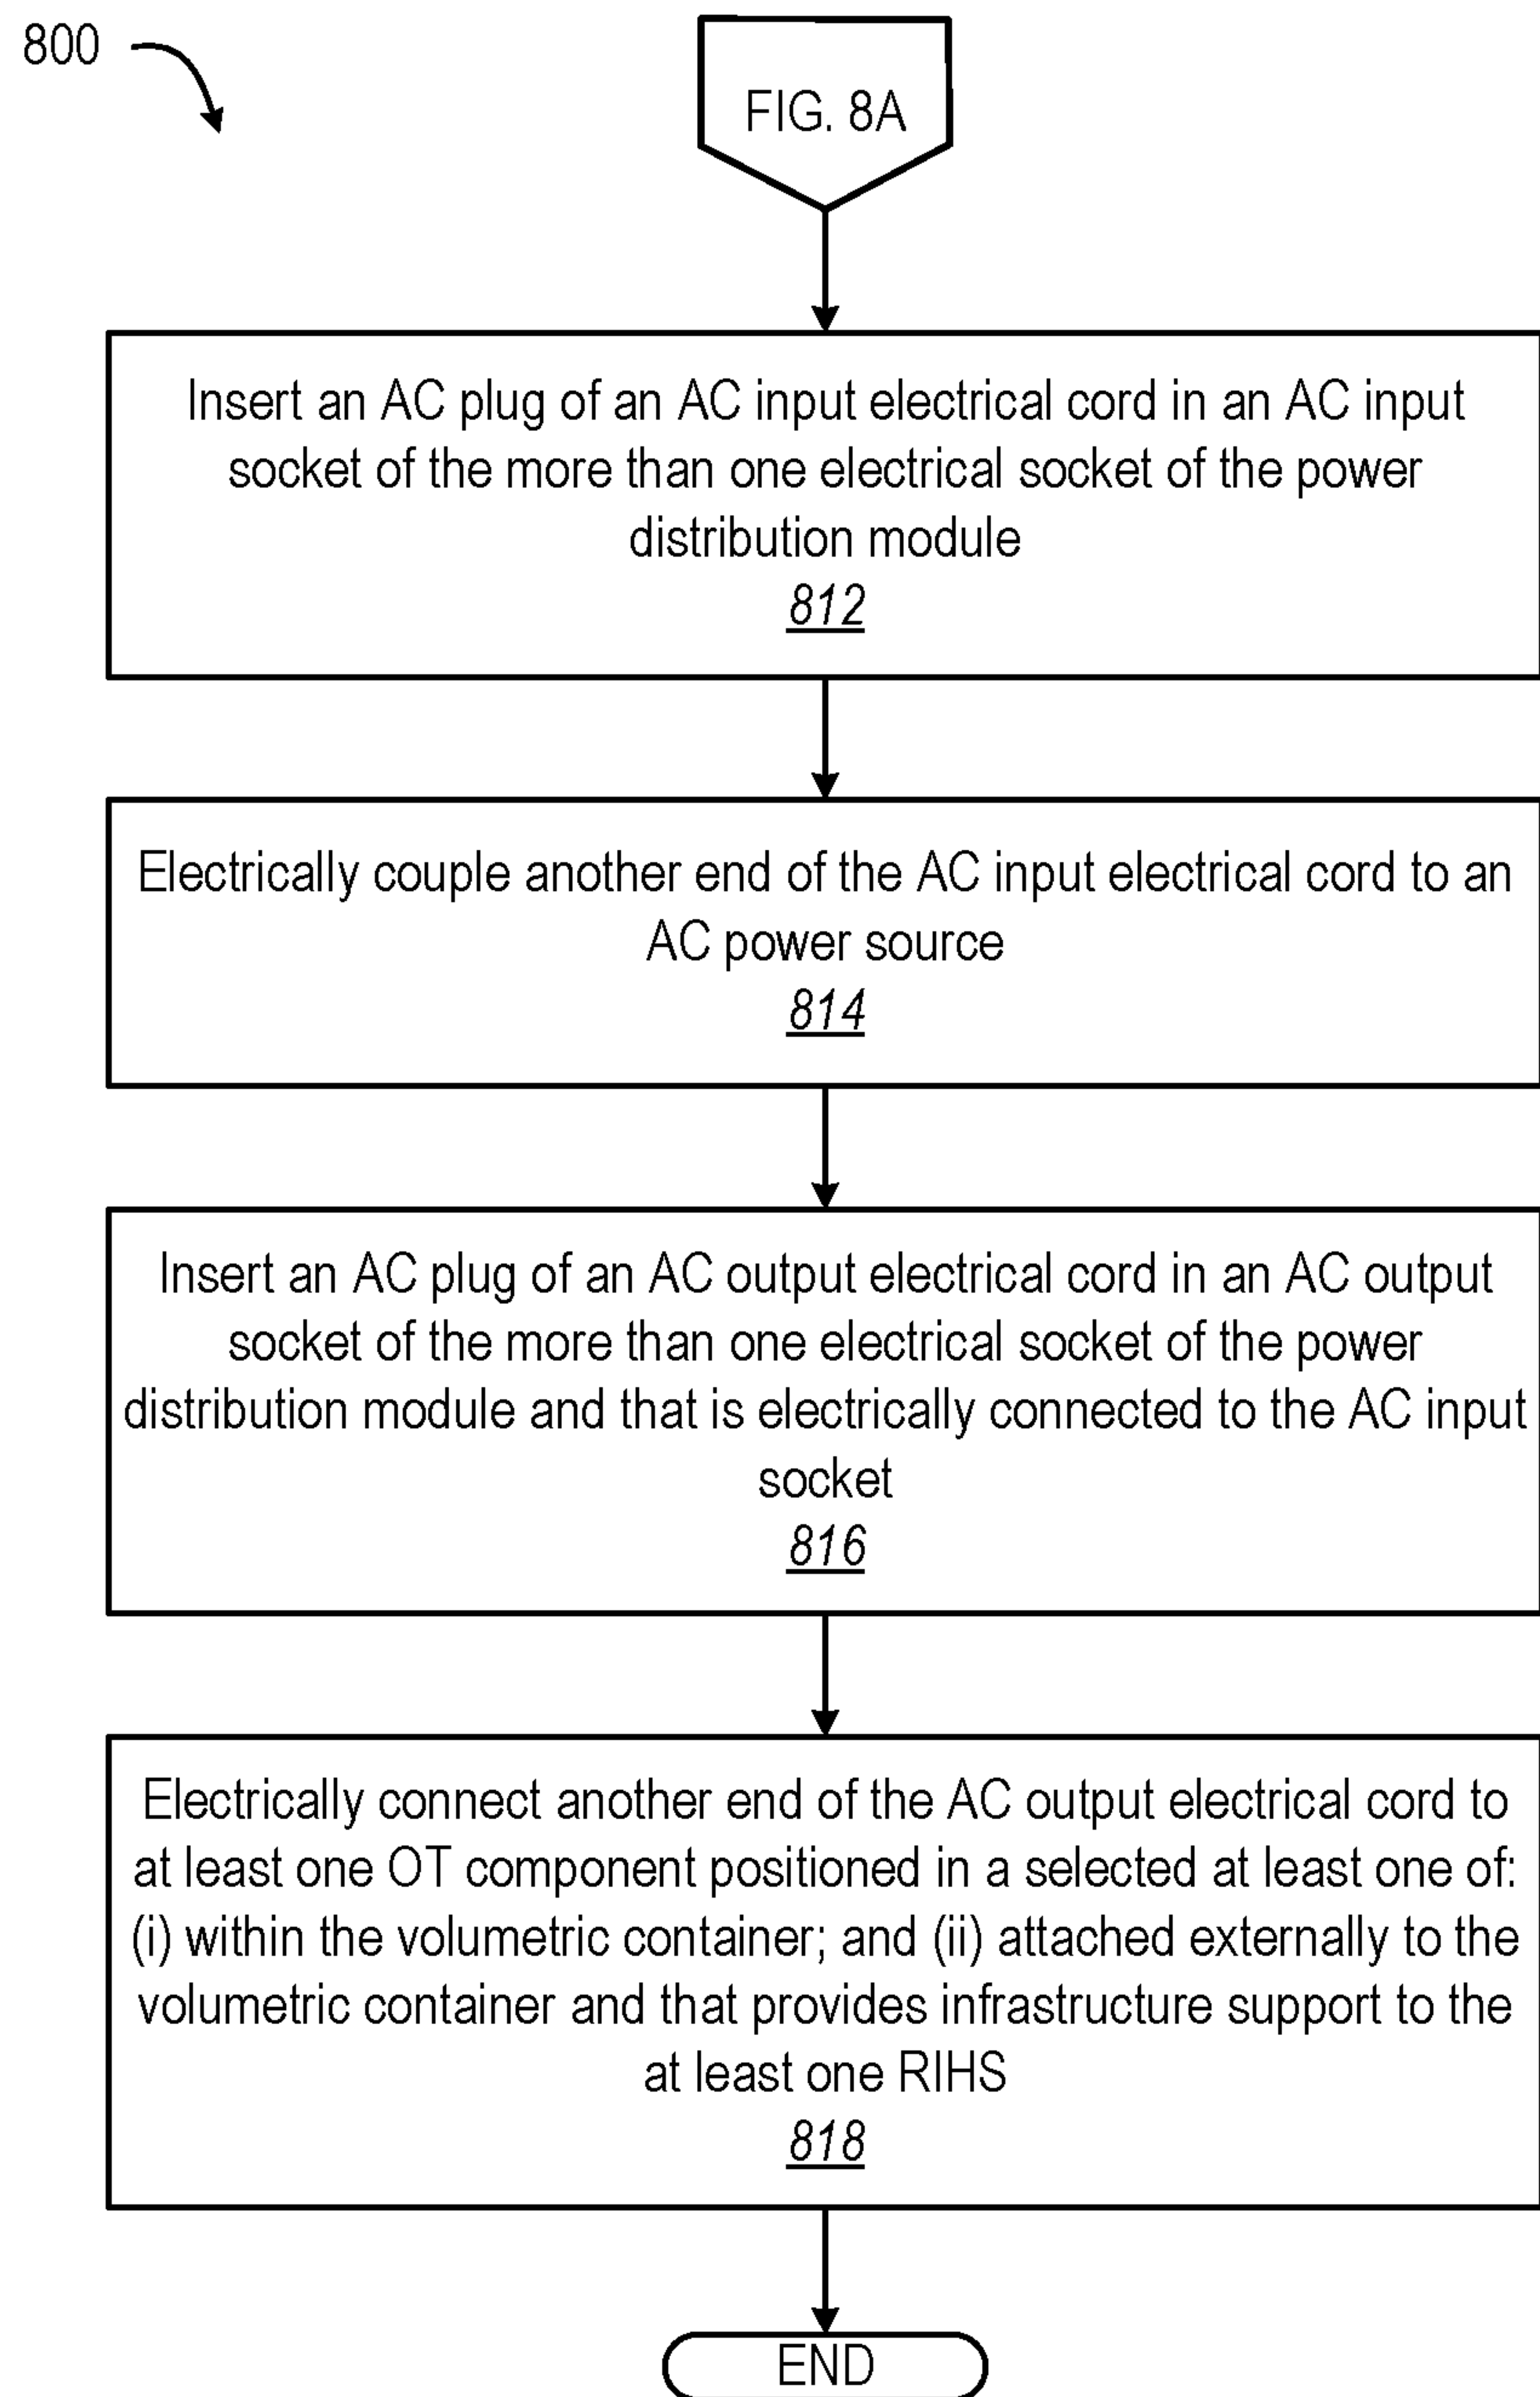 800
FIG. 8A
Insert an AC plug of an AC input electrical cord in an AC input
socket of the more than one electrical socket of the power
distribution module
812
Electrically couple another end of the AC input electrical cord to an
AC power source
814
Insert an AC plug of an AC output electrical cord in an AC output
socket of the more than one electrical socket of the power
distribution module and that is electrically connected to the AC input
socket
816
Electrically connect another end of the AC output electrical cord to
at least one OT component positioned in a selected at least one of:
(i) within the volumetric container; and (ii) attached externally to the
volumetric container and that provides infrastructure support to the
at least one RIHS
818
END